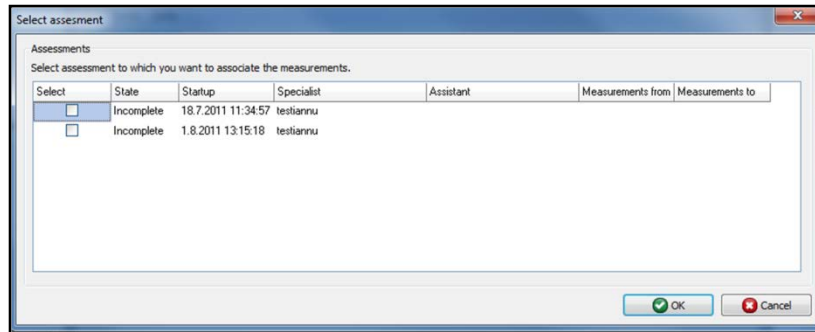 Select assesment
Assessments
Select assessment to which you want to associate the measurements.
Select State Startup Specialist Assistant Measurements from Measurements to
Incomplete 18.7.2011 11:34:57 testiannu
Incomplete 1.8.2011 13:15:18 testiannu
OK Cancel